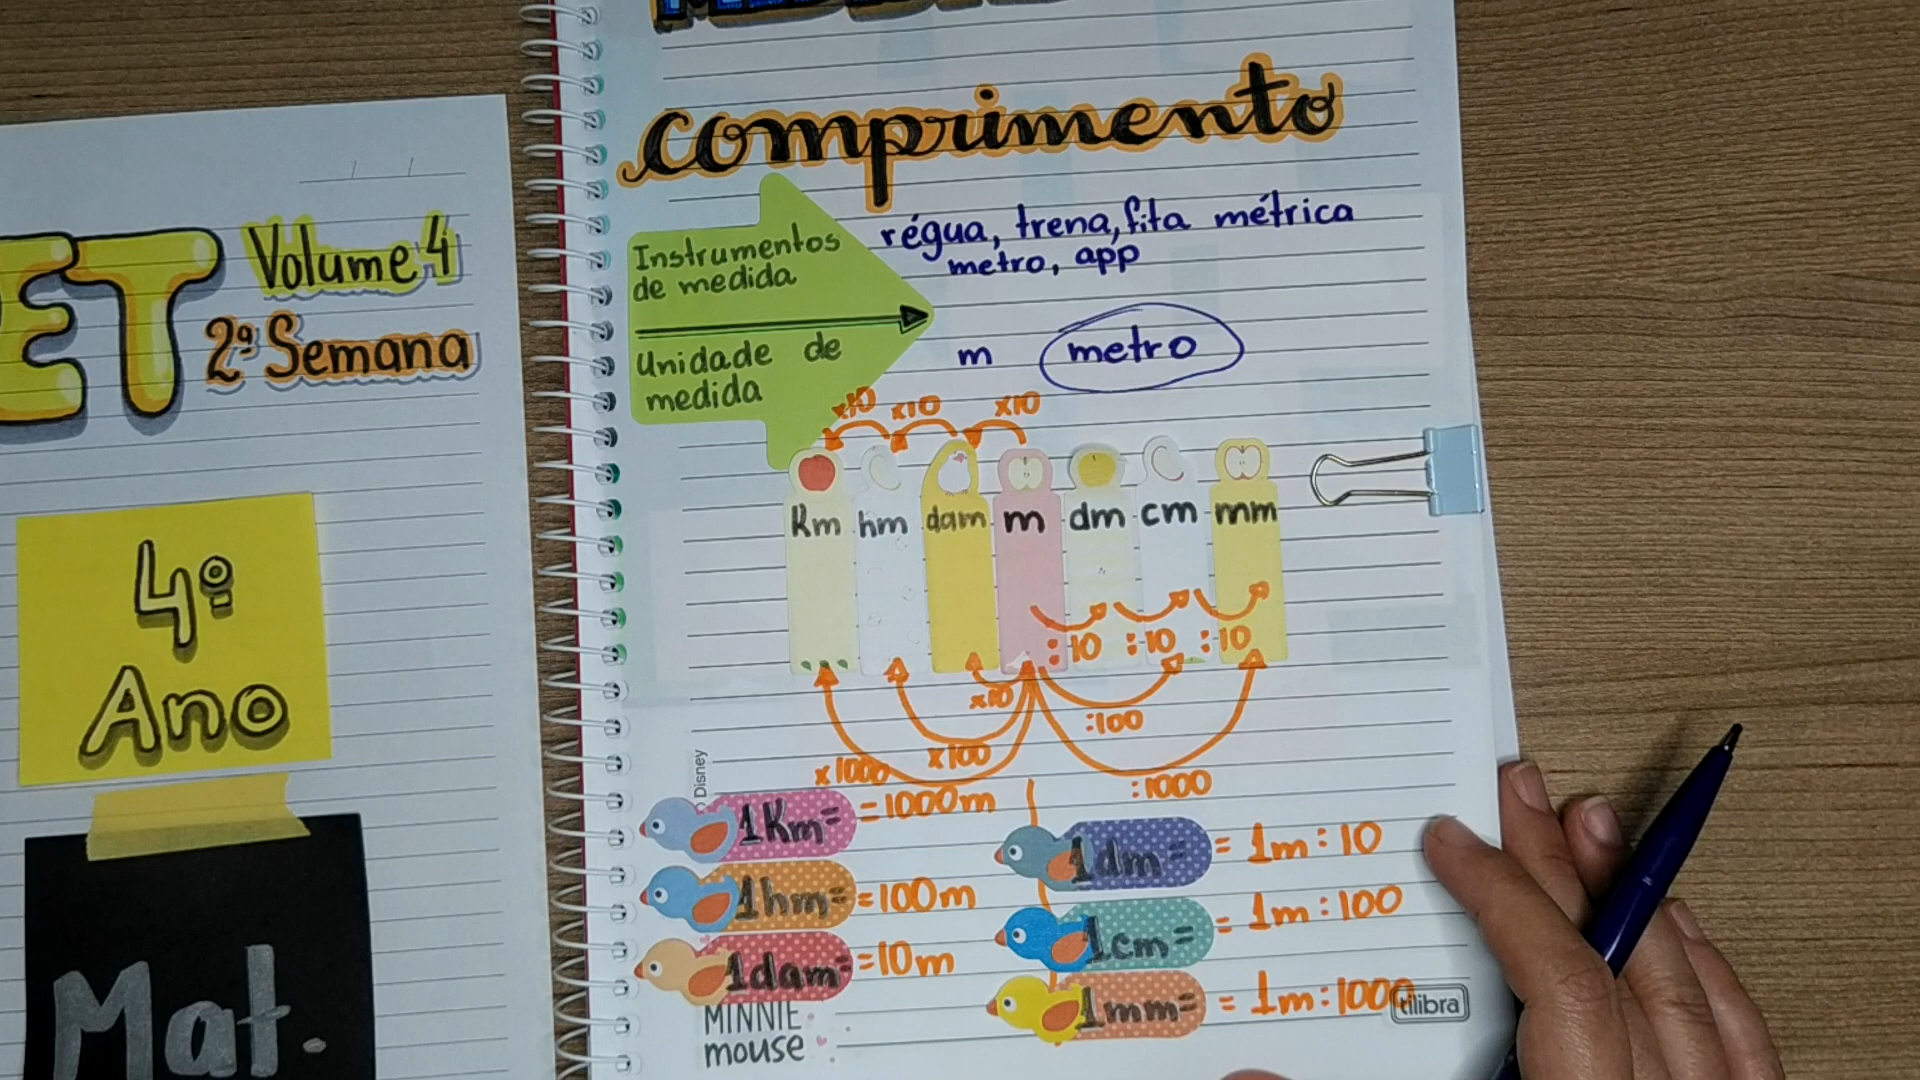 ET Volume 4
2ª Semana
4º
Ano
Mat.
comprimento
Instrumentos
de medida
régua, trena, fita métrica
metro, app
Unidade de
medida
m metro
x10 x10 x10
Km hm dam m dm cm mm
:10 :10 :10
x10 :100
x1000 x100 :1000
Disney
1Km= =1000m
1hm= =100m
1dam= =10m
1dm= = 1m:10
1cm= = 1m:100
1mm= = 1m:1000
MINNIE
mouse
tilibra